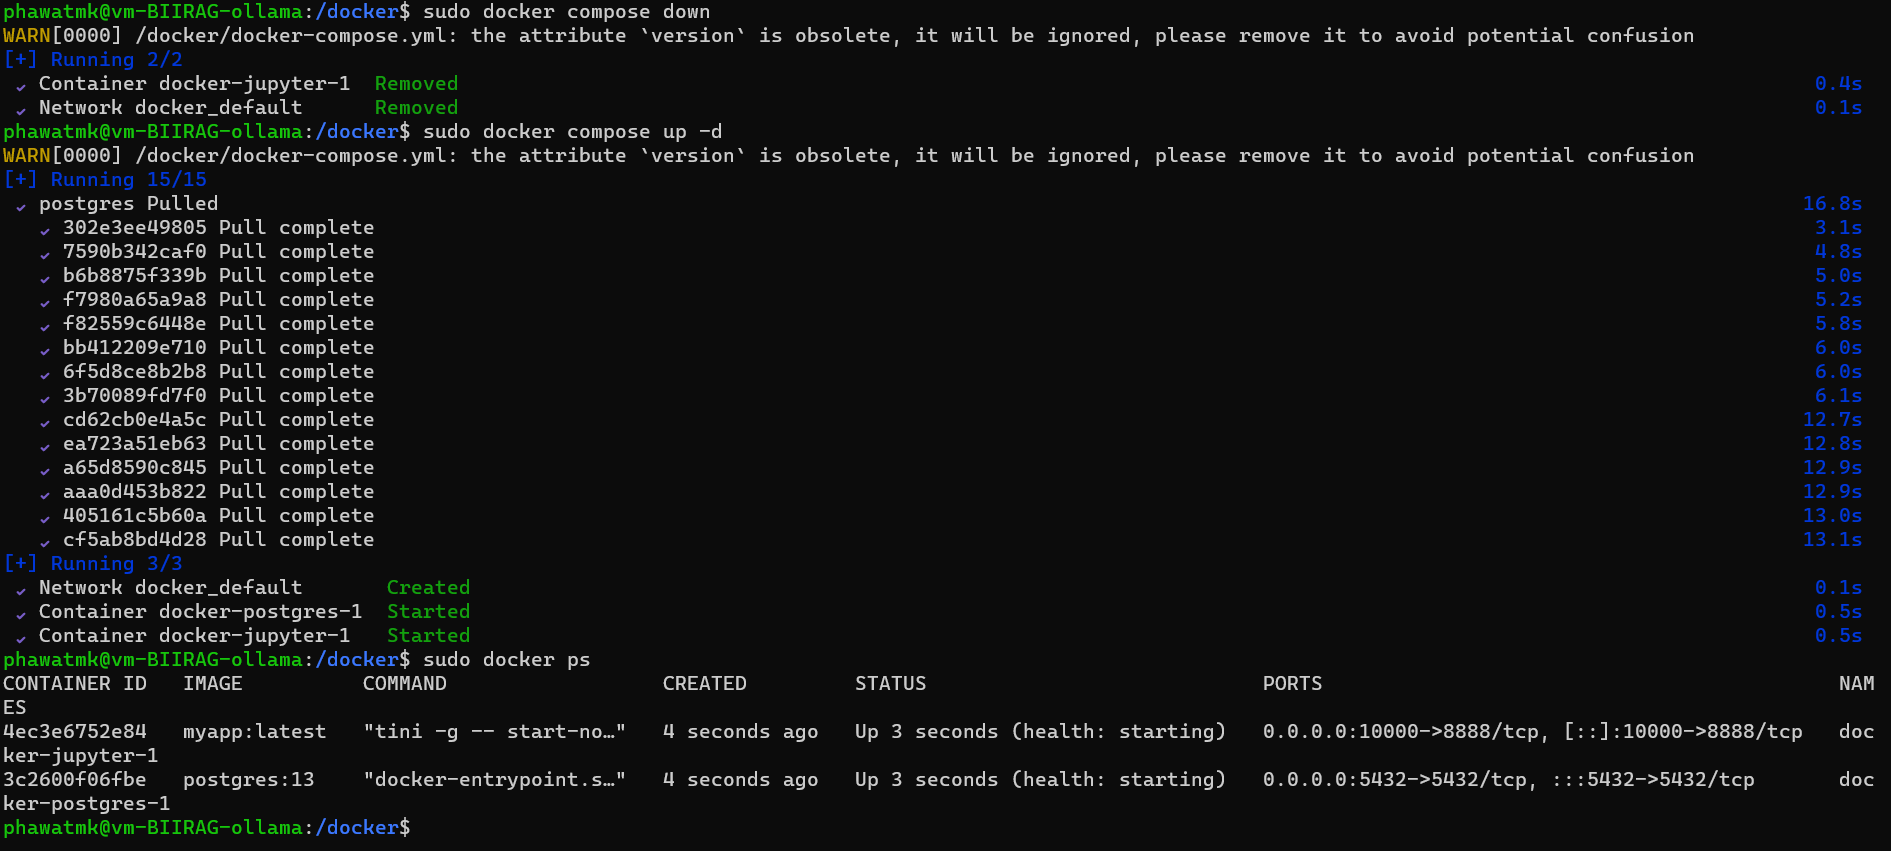 phawatmk@vm-BIIRAG-ollama:/docker$ sudo docker compose down
WARN[0000] /docker/docker-compose.yml: the attribute `version` is obsolete, it will be ignored, please remove it to avoid potential confusion
[+] Running 2/2
✓ Container docker-jupyter-1 Removed 0.4s
✓ Network docker_default Removed 0.1s
phawatmk@vm-BIIRAG-ollama:/docker$ sudo docker compose up -d
WARN[0000] /docker/docker-compose.yml: the attribute `version` is obsolete, it will be ignored, please remove it to avoid potential confusion
[+] Running 15/15
✓ postgres Pulled 16.8s
✓ 302e3ee49805 Pull complete 3.1s
✓ 7590b342caf0 Pull complete 4.8s
✓ b6b8875f339b Pull complete 5.0s
✓ f7980a65a9a8 Pull complete 5.2s
✓ f82559c6448e Pull complete 5.8s
✓ bb412209e710 Pull complete 6.0s
✓ 6f5d8ce8b2b8 Pull complete 6.0s
✓ 3b70089fd7f0 Pull complete 6.1s
✓ cd62cb0e4a5c Pull complete 12.7s
✓ ea723a51eb63 Pull complete 12.8s
✓ a65d8590c845 Pull complete 12.9s
✓ aaa0d453b822 Pull complete 12.9s
✓ 405161c5b60a Pull complete 13.0s
✓ cf5ab8bd4d28 Pull complete 13.1s
[+] Running 3/3
✓ Network docker_default Created 0.1s
✓ Container docker-postgres-1 Started 0.5s
✓ Container docker-jupyter-1 Started 0.5s
phawatmk@vm-BIIRAG-ollama:/docker$ sudo docker ps
CONTAINER ID IMAGE COMMAND CREATED STATUS PORTS NAM
ES
4ec3e6752e84 myapp:latest "tini -g -- start-no…" 4 seconds ago Up 3 seconds (health: starting) 0.0.0.0:10000->8888/tcp, [::]:10000->8888/tcp doc
ker-jupyter-1
3c2600f06fbe postgres:13 "docker-entrypoint.s…" 4 seconds ago Up 3 seconds (health: starting) 0.0.0.0:5432->5432/tcp, :::5432->5432/tcp doc
ker-postgres-1
phawatmk@vm-BIIRAG-ollama:/docker$